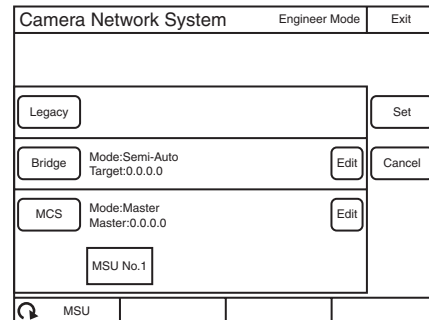 Camera Network System Engineer Mode Exit
Legacy Set
Bridge Mode:Semi-Auto
Target:0.0.0.0 Edit Cancel
MCS Mode:Master
Master:0.0.0.0 Edit
MSU No.1
MSU